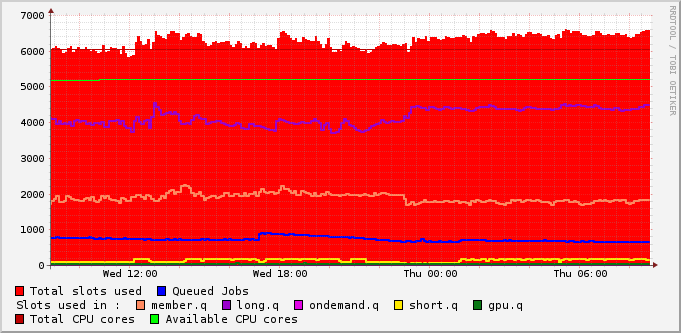 7000
6000
5000
4000
3000
2000
1000
0
Wed 12:00 Wed 18:00 Thu 00:00 Thu 06:00
Total slots used Queued Jobs
Slots used in : member.q long.q ondemand.q short.q gpu.q
Total CPU cores Available CPU cores
RRDTOOL / TOBI OETIKER